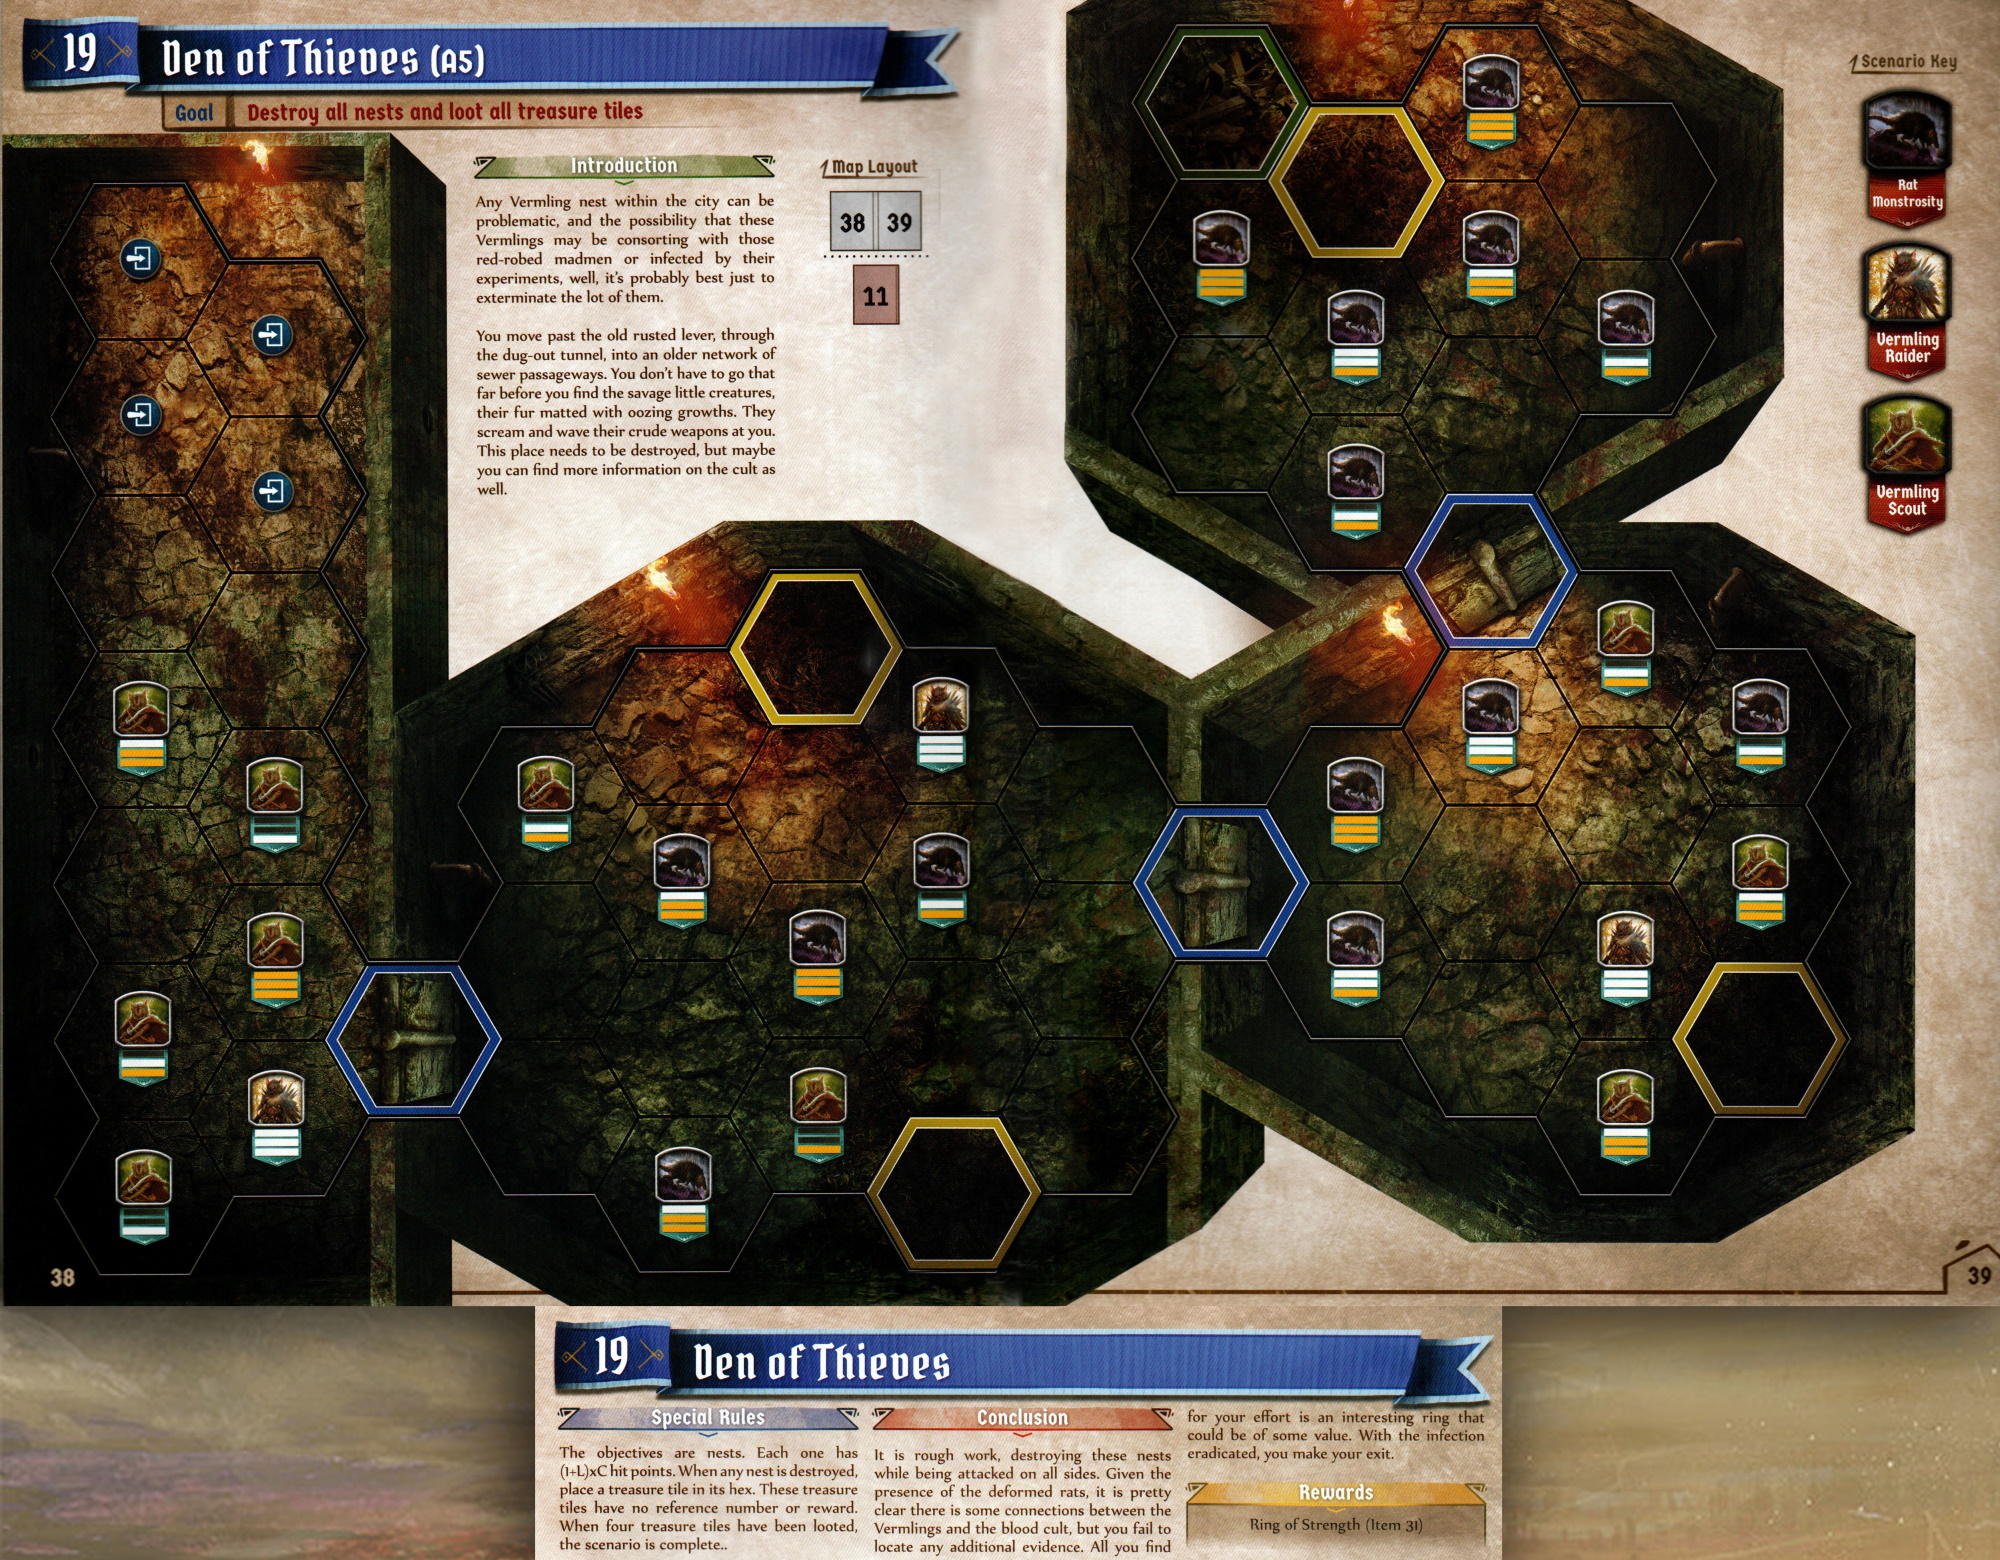 19
Den of Thieves (A5)
Goal
Destroy all nests and loot all treasure tiles
Introduction
Any Vermling nest within the city can be
problematic, and the possibility that these
Vermlings may be consorting with those
red-robed madmen or infected by their
experiments, well, it's probably best just to
exterminate the lot of them.
You move past the old rusted lever, through
the dug-out tunnel, into an older network of
sewer passageways. You don't have to go that
far before you find the savage little creatures,
their fur matted with oozing growths. They
scream and wave their crude weapons at you.
This place needs to be destroyed, but maybe
you can find more information on the cult as
well.
Map Layout
38 39
11
Scenario Key
Rat
Monstrosity
Vermling
Raider
Vermling
Scout
38
39
19
Den of Thieves
Special Rules
The objectives are nests. Each one has
(1+L)xC hit points. When any nest is destroyed,
place a treasure tile in its hex. These treasure
tiles have no reference number or reward.
When four treasure tiles have been looted,
the scenario is complete..
Conclusion
It is rough work, destroying these nests
while being attacked on all sides. Given the
presence of the deformed rats, it is pretty
clear there is some connections between the
Vermlings and the blood cult, but you fail to
locate any additional evidence. All you find
for your effort is an interesting ring that
could be of some value. With the infection
eradicated, you make your exit.
Rewards
Ring of Strength (Item 31)